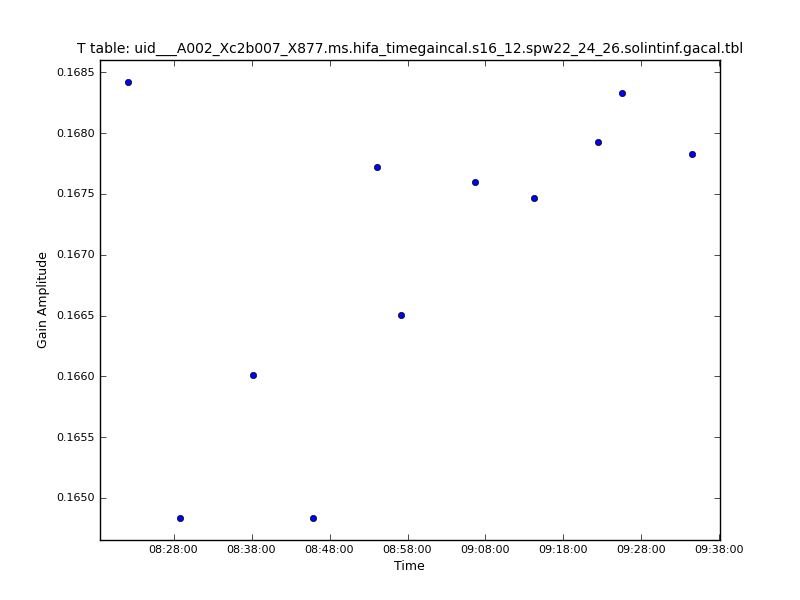 T table: uid___A002_Xc2b007_X877.ms.hifa_timegaincal.s16_12.spw22_24_26.solintinf.gacal.tbl
0.1685
0.1680
0.1675
0.1670
0.1665
0.1660
0.1655
0.1650
Gain Amplitude
08:28:00 08:38:00 08:48:00 08:58:00 09:08:00 09:18:00 09:28:00 09:38:00
Time